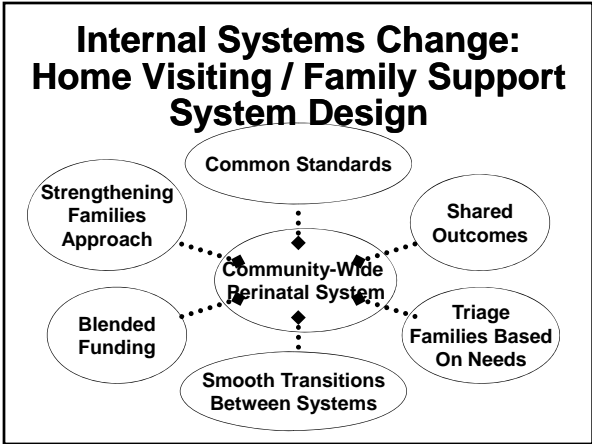 Internal Systems Change:
Home Visiting / Family Support
System Design
Common Standards
Strengthening
Families
Approach
Shared
Outcomes
Community-Wide
Perinatal System
Blended
Funding
Triage
Families Based
On Needs
Smooth Transitions
Between Systems